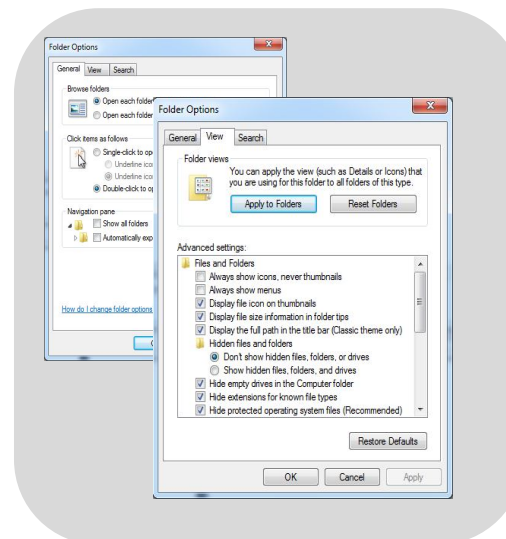 Folder Options
General View Search
Browse folders
Open each folder
Open each folder
Click items as follows
Single-click to op
Underline ico
Underline ico
Double-click to op
Navigation pane
Show all folders
Automatically exp
How do I change folder options
Folder Options
General View Search
Folder views
You can apply the view (such as Details or Icons) that
you are using for this folder to all folders of this type.
Apply to Folders Reset Folders
Advanced settings:
Files and Folders
Always show icons, never thumbnails
Always show menus
Display file icon on thumbnails
Display file size information in folder tips
Display the full path in the title bar (Classic theme only)
Hidden files and folders
Don't show hidden files, folders, or drives
Show hidden files, folders, and drives
Hide empty drives in the Computer folder
Hide extensions for known file types
Hide protected operating system files (Recommended)
Restore Defaults
OK Cancel Apply